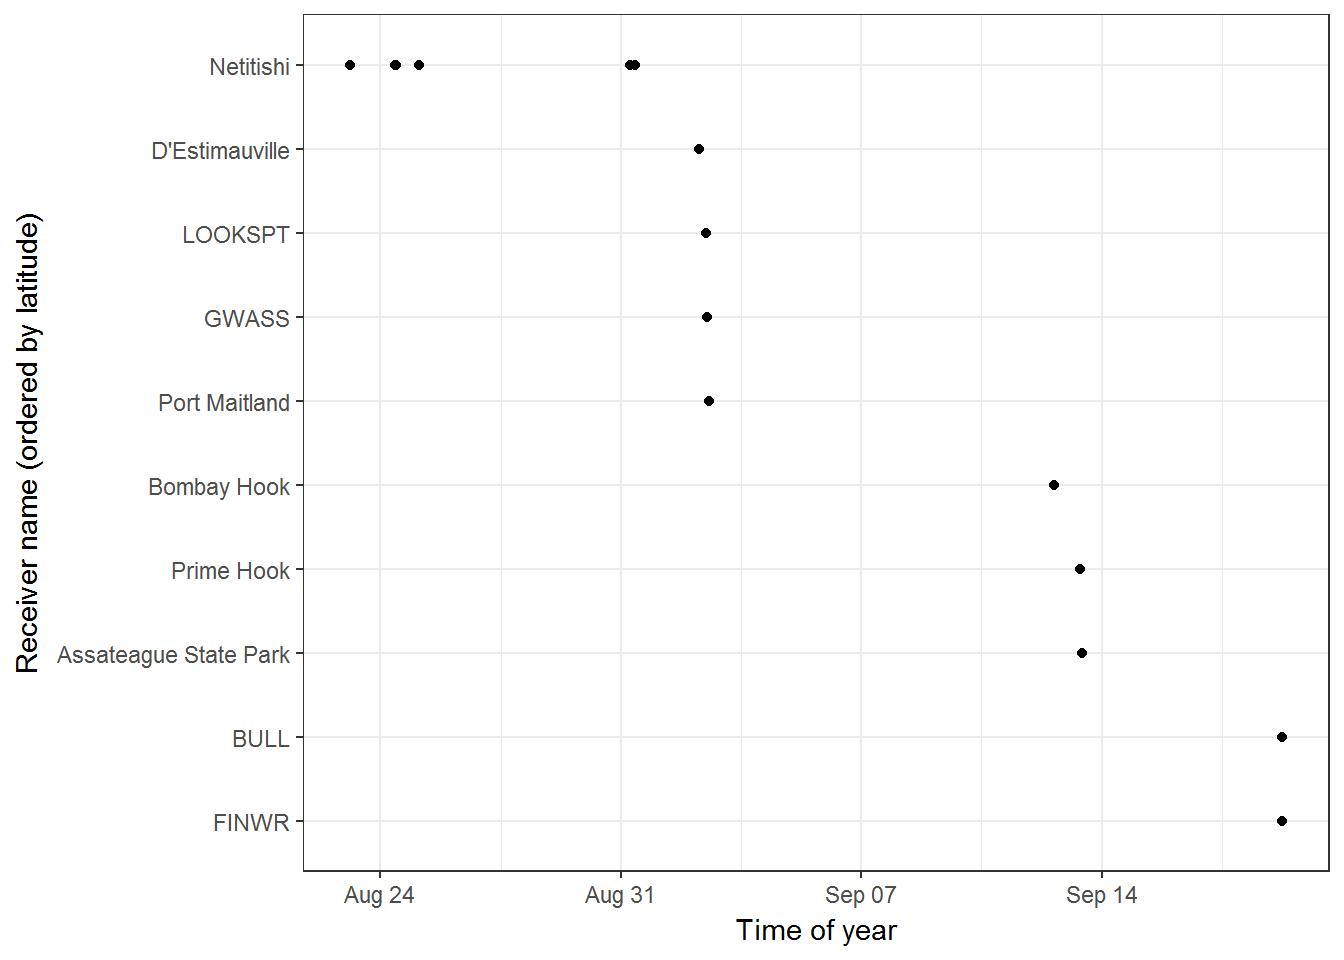 Receiver name (ordered by latitude)
Netitishi
D'Estimauville
LOOKSPT
GWASS
Port Maitland
Bombay Hook
Prime Hook
Assateague State Park
BULL
FINWR
Aug 24 Aug 31 Sep 07 Sep 14
Time of year